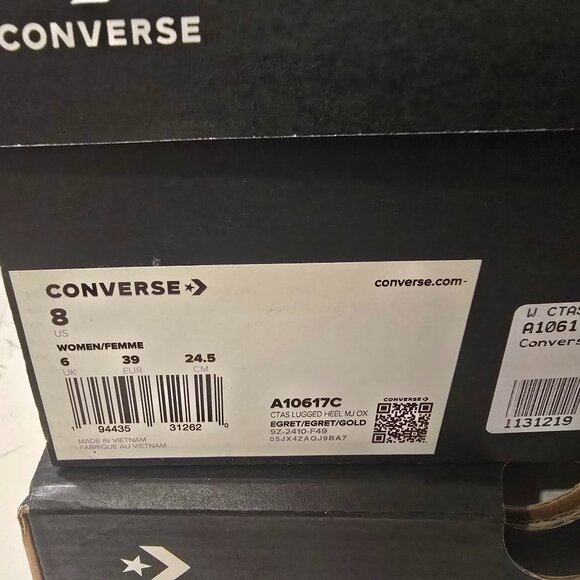 CONVERSE
CONVERSE
converse.com
8
US
WOMEN/FEMME
6 39 24.5
UK EUR CM
1 94435 31262 0
MADE IN VIETNAM
FABRIQUE AU VIETNAM
A10617C
CTAS LUGGED HEEL MJ OX
EGRET/EGRET/GOLD
9Z-2410-F49
05JX4ZAQJ9BA7
W CTAS
A1061
Convers
1131219